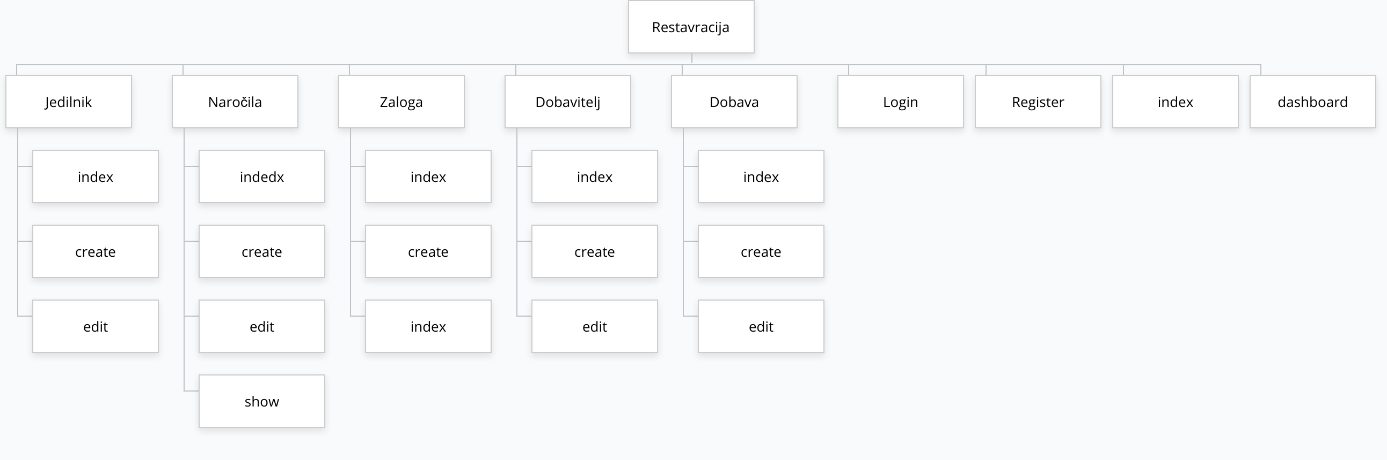 Restavracija
Jedilnik
Naročila
Zaloga
Dobavitelj
Dobava
Login
Register
index
dashboard
index
indedx
index
index
index
create
create
create
create
create
edit
edit
index
edit
edit
show